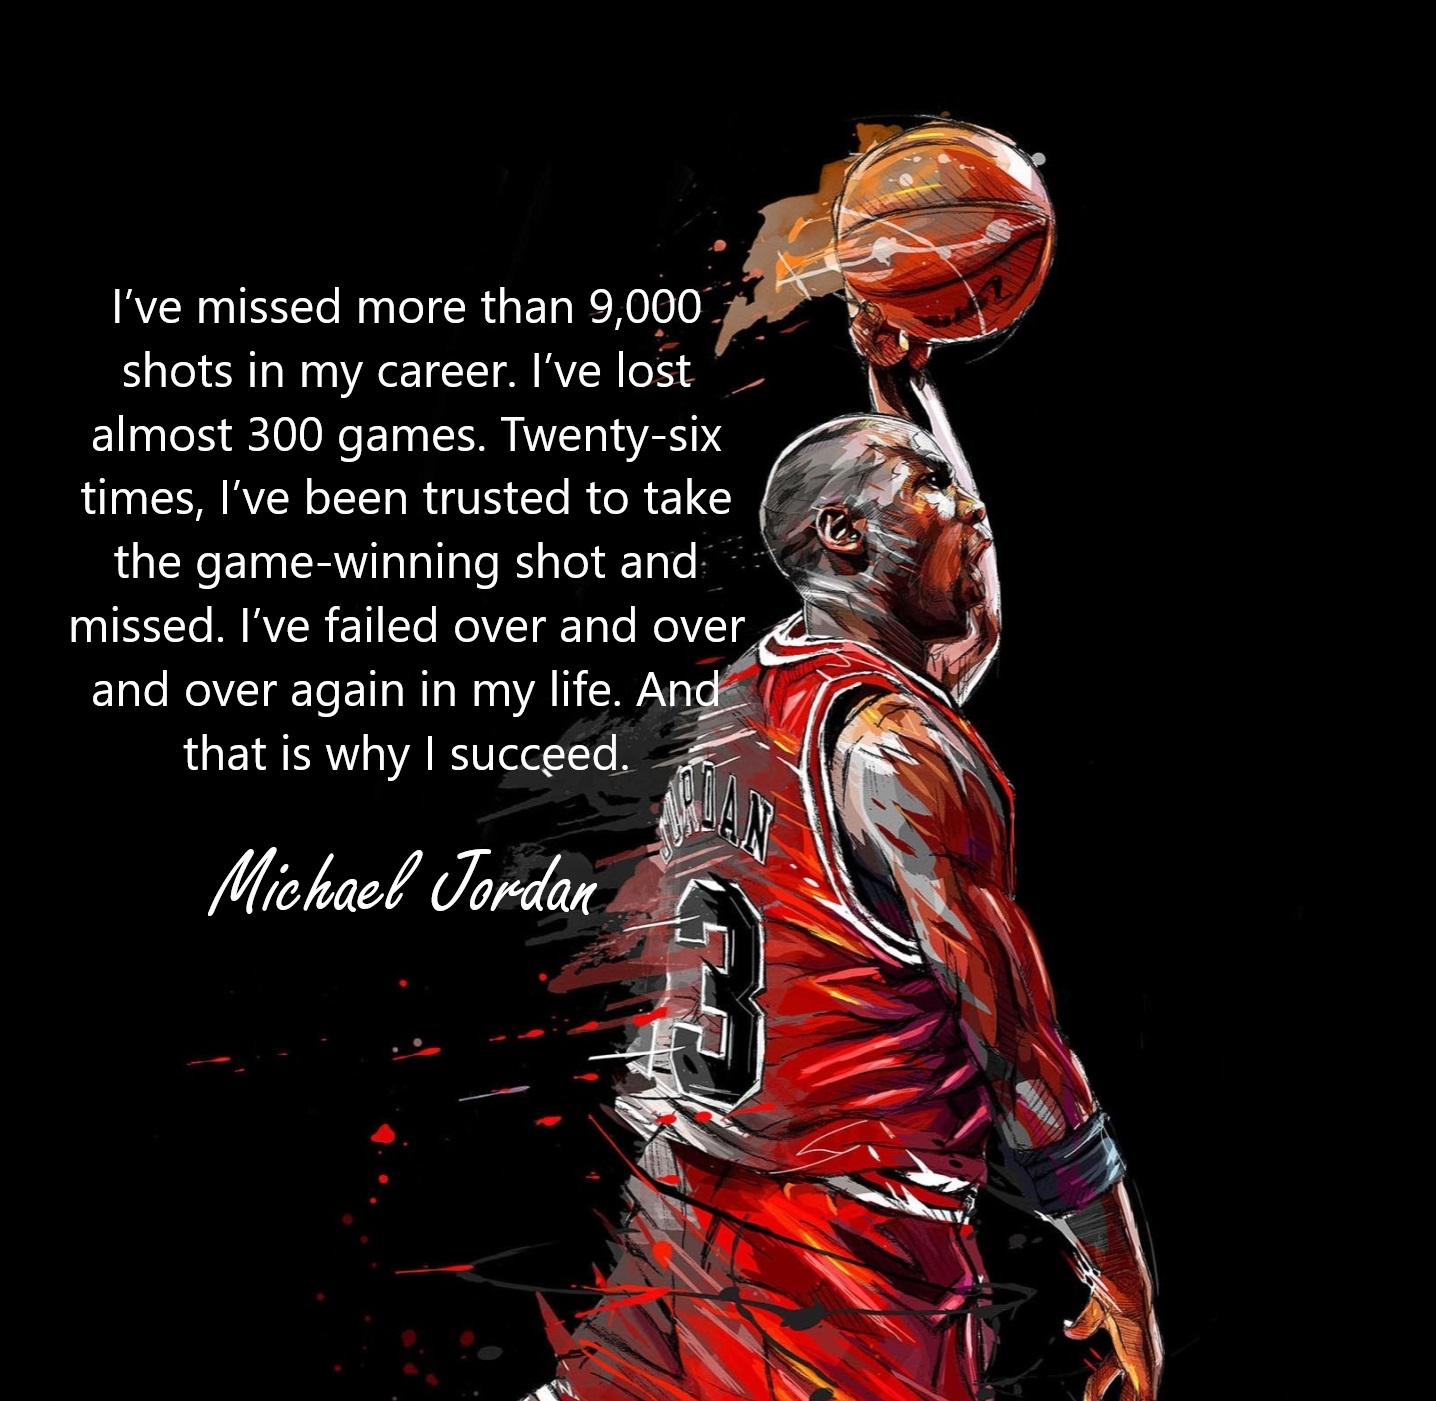 I’ve missed more than 9,000
shots in my career. I’ve lost
almost 300 games. Twenty-six
times, I’ve been trusted to take
the game-winning shot and
missed. I’ve failed over and over
and over again in my life. And
that is why I succeed.
Michael Jordan
JORDAN
3